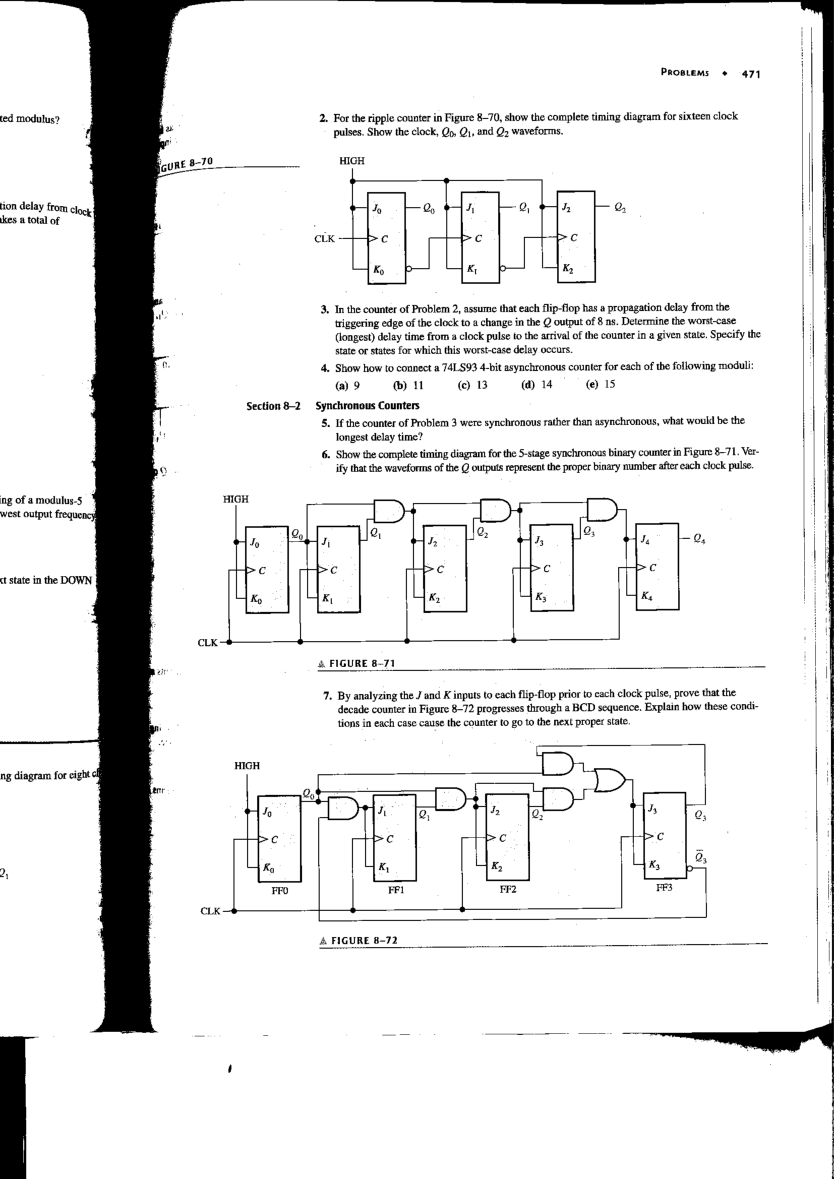 PROBLEMS ◆ 471
ted modulus?
tion delay from clock
akes a total of
ing of a modulus-5
west output frequency
xt state in the DOWN
ng diagram for eight
2. For the ripple counter in Figure 8–70, show the complete timing diagram for sixteen clock
pulses. Show the clock, Q0, Q1, and Q2 waveforms.
GURE 8–70
HIGH
J0 Q0 J1 Q1 J2 Q2
CLK C C C
K0 K1 K2
3. In the counter of Problem 2, assume that each flip-flop has a propagation delay from the
triggering edge of the clock to a change in the Q output of 8 ns. Determine the worst-case
(longest) delay time from a clock pulse to the arrival of the counter in a given state. Specify the
state or states for which this worst-case delay occurs.
4. Show how to connect a 74LS93 4-bit asynchronous counter for each of the following moduli:
(a) 9 (b) 11 (c) 13 (d) 14 (e) 15
Section 8–2 Synchronous Counters
5. If the counter of Problem 3 were synchronous rather than asynchronous, what would be the
longest delay time?
6. Show the complete timing diagram for the 5-stage synchronous binary counter in Figure 8–71. Ver-
ify that the waveforms of the Q outputs represent the proper binary number after each clock pulse.
HIGH
Q0 Q1 Q2 Q3
J0 J1 J2 J3 J4 Q4
C C C C C
K0 K1 K2 K3 K4
CLK
▲ FIGURE 8–71
7. By analyzing the J and K inputs to each flip-flop prior to each clock pulse, prove that the
decade counter in Figure 8–72 progresses through a BCD sequence. Explain how these condi-
tions in each case cause the counter to go to the next proper state.
HIGH
Q0
J0 J1 Q1 J2 Q2 J3 Q3
C C C C
K0 K1 K2 K3 Q̅3
FF0 FF1 FF2 FF3
CLK
▲ FIGURE 8–72